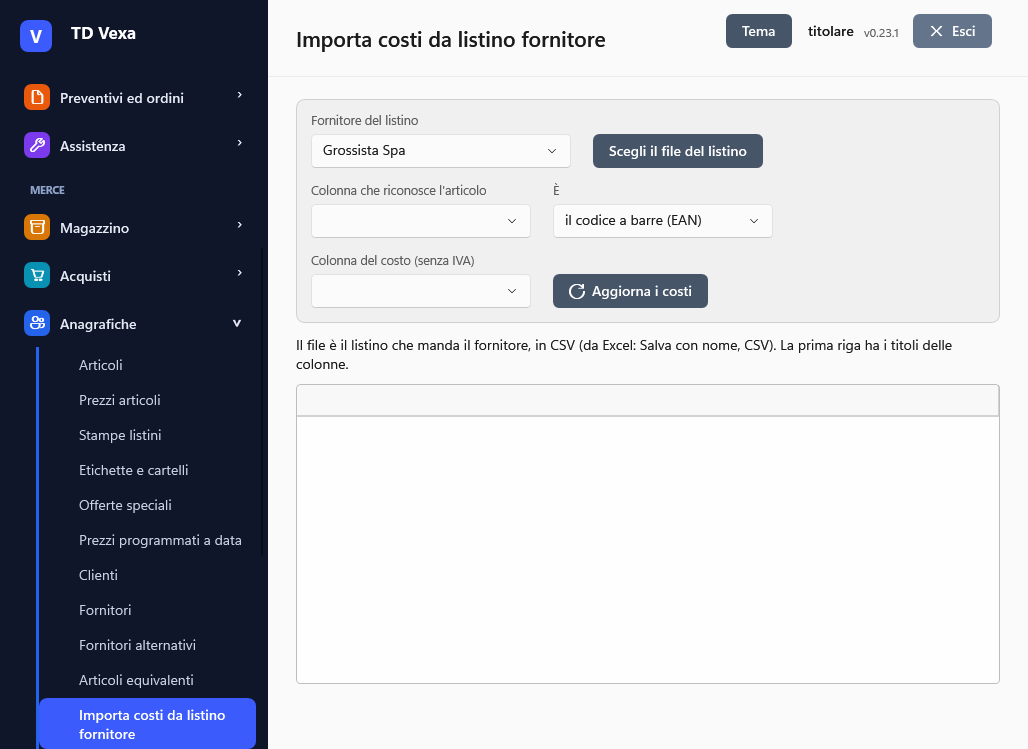 V
TD Vexa
Preventivi ed ordini
Assistenza
MERCE
Magazzino
Acquisti
Anagrafiche
Articoli
Prezzi articoli
Stampe listini
Etichette e cartelli
Offerte speciali
Prezzi programmati a data
Clienti
Fornitori
Fornitori alternativi
Articoli equivalenti
Importa costi da listino
fornitore
Importa costi da listino fornitore
Tema
titolare v0.23.1
Esci
Fornitore del listino
Grossista Spa
Scegli il file del listino
Colonna che riconosce l'articolo
È
il codice a barre (EAN)
Colonna del costo (senza IVA)
Aggiorna i costi
Il file è il listino che manda il fornitore, in CSV (da Excel: Salva con nome, CSV). La prima riga ha i titoli delle
colonne.